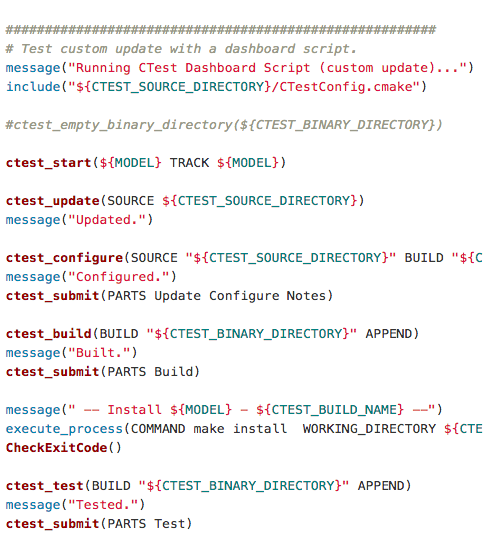 #######################################################
# Test custom update with a dashboard script.
message("Running CTest Dashboard Script (custom update)...")
include("${CTEST_SOURCE_DIRECTORY}/CTestConfig.cmake")
#ctest_empty_binary_directory(${CTEST_BINARY_DIRECTORY})
ctest_start(${MODEL} TRACK ${MODEL})
ctest_update(SOURCE ${CTEST_SOURCE_DIRECTORY})
message("Updated.")
ctest_configure(SOURCE "${CTEST_SOURCE_DIRECTORY}" BUILD "${C
message("Configured.")
ctest_submit(PARTS Update Configure Notes)
ctest_build(BUILD "${CTEST_BINARY_DIRECTORY}" APPEND)
message("Built.")
ctest_submit(PARTS Build)
message(" —— Install ${MODEL} – ${CTEST_BUILD_NAME} ——")
execute_process(COMMAND make install  WORKING_DIRECTORY ${CTE
CheckExitCode()
ctest_test(BUILD "${CTEST_BINARY_DIRECTORY}" APPEND)
message("Tested.")
ctest_submit(PARTS Test)